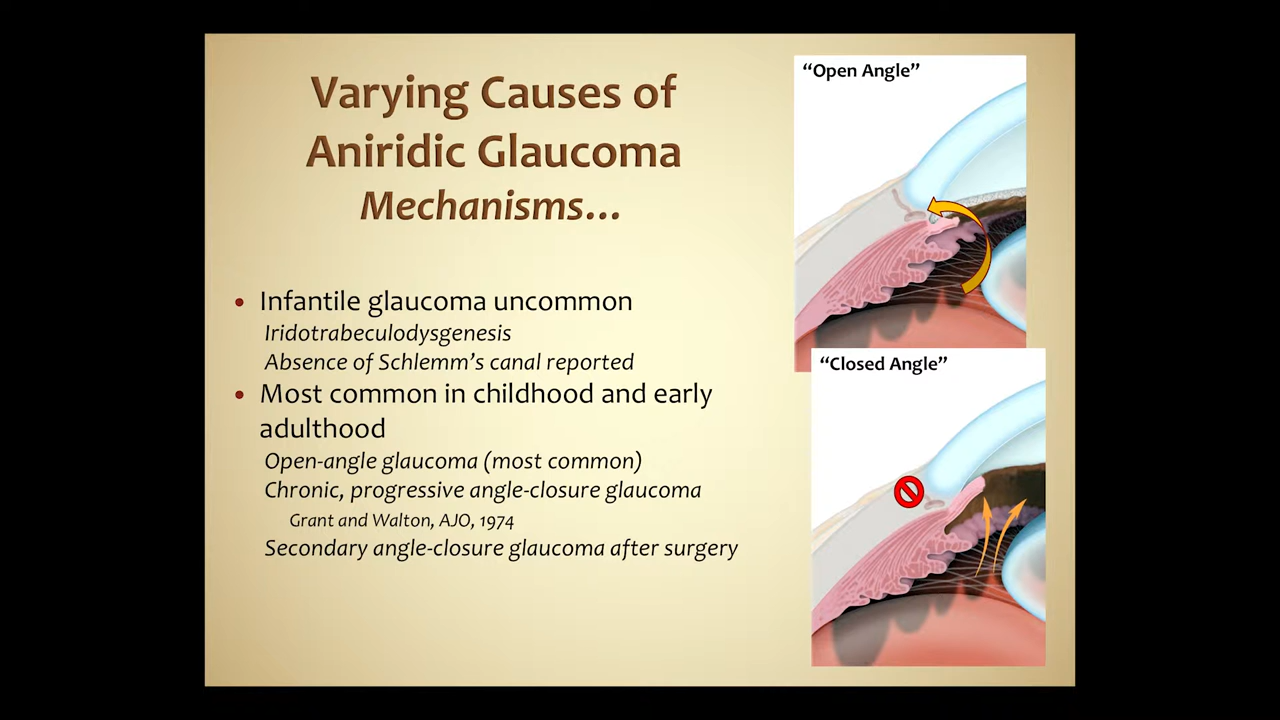 Varying Causes of
Aniridic Glaucoma
Mechanisms…
• Infantile glaucoma uncommon
Iridotrabeculodysgenesis
Absence of Schlemm’s canal reported
• Most common in childhood and early
adulthood
Open-angle glaucoma (most common)
Chronic, progressive angle-closure glaucoma
Grant and Walton, AJO, 1974
Secondary angle-closure glaucoma after surgery
“Open Angle”
“Closed Angle”